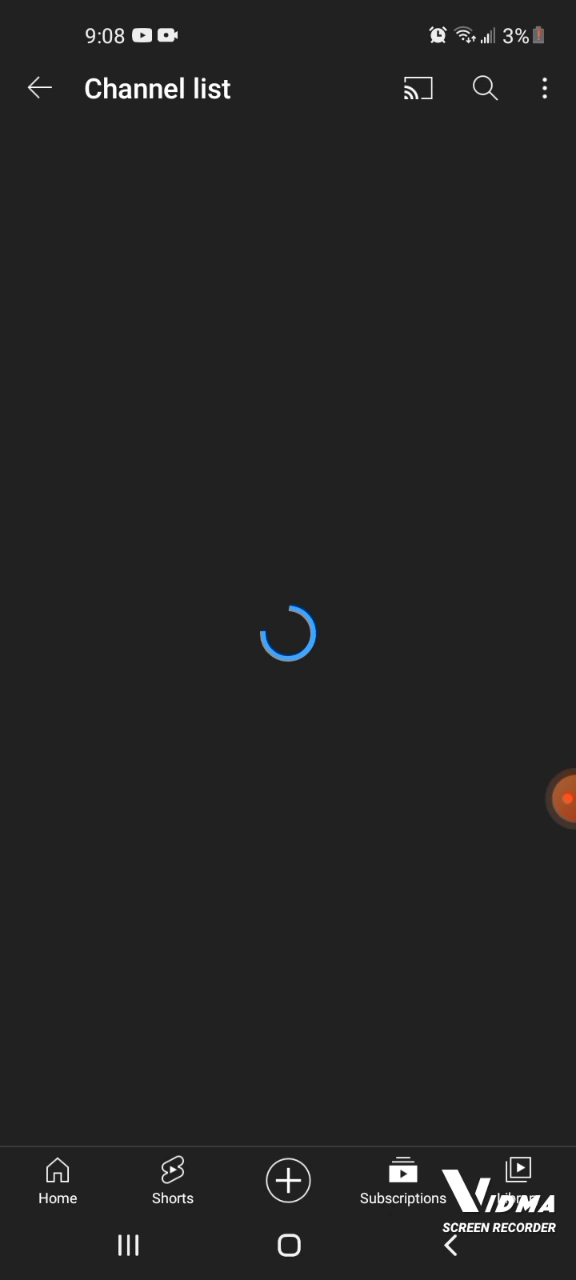 9:08
3%
Channel list
Home
Shorts
Subscriptions
VIDMA
SCREEN RECORDER